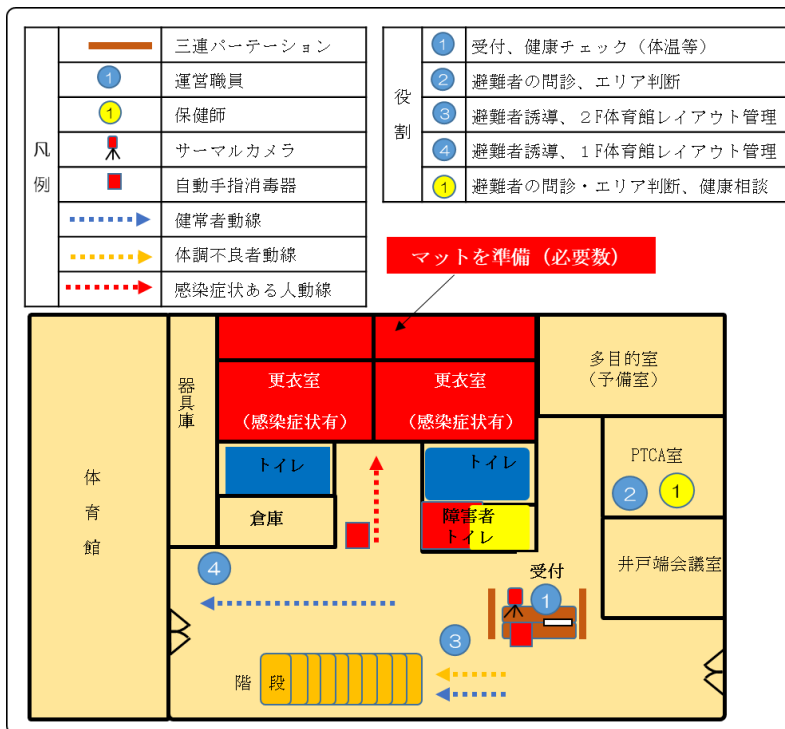 凡例
三連パーテーション
① 運営職員
① 保健師
サーマルカメラ
自動手指消毒器
健常者動線
体調不良者動線
感染症状ある人動線
役割
① 受付、健康チェック（体温等）
② 避難者の問診、エリア判断
③ 避難者誘導、２F体育館レイアウト管理
④ 避難者誘導、１F体育館レイアウト管理
① 避難者の問診・エリア判断、健康相談
マットを準備（必要数）
体育館
器具庫
更衣室
（感染症状有）
更衣室
（感染症状有）
多目的室
（予備室）
トイレ
トイレ
PTCA室
② ①
倉庫
障害者
トイレ
井戸端会議室
④
受付
①
③
階段